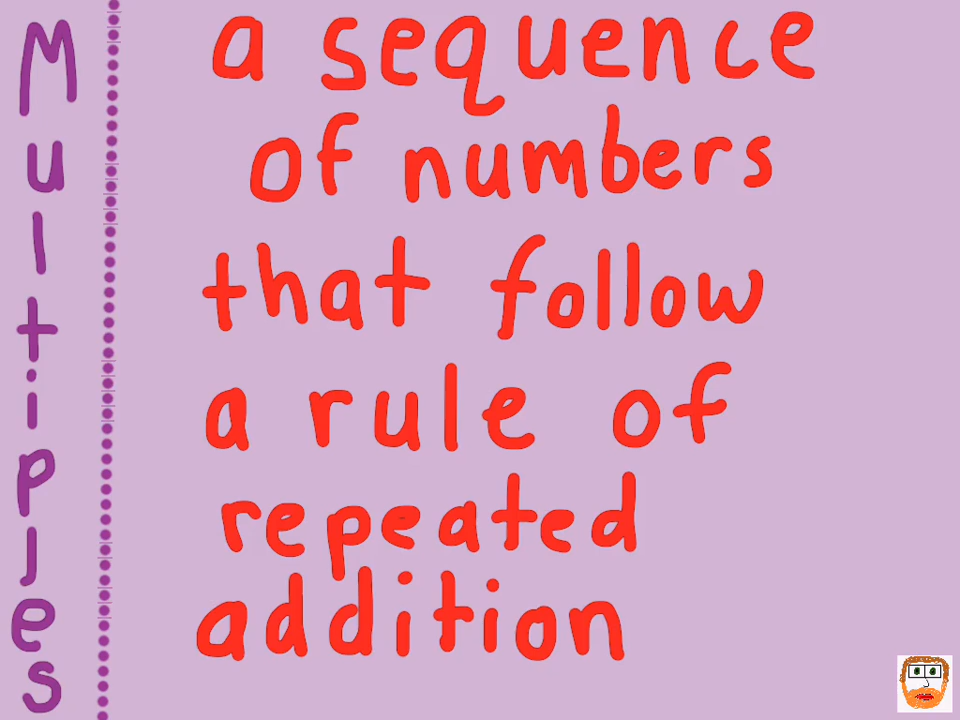 Multiples
a sequence
of numbers
that follow
a rule of
repeated
addition